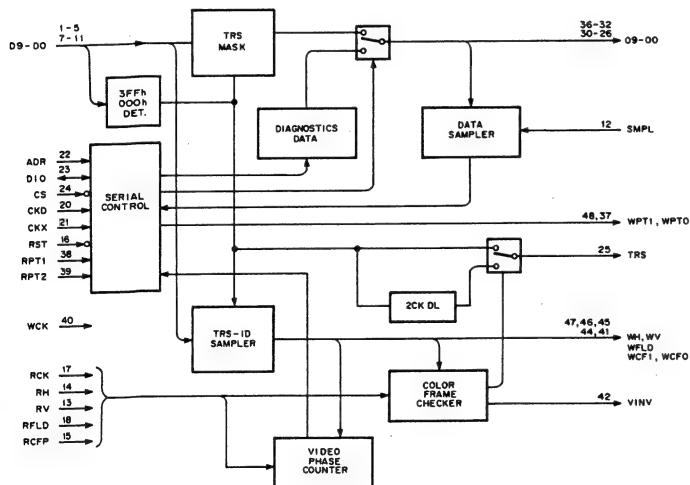 1-5
7-11
D9-D0
TRS
MASK
36-32
30-26
O9-O0
3FFh
000h
DET.
DIAGNOSTICS
DATA
DATA
SAMPLER
12 SMPL
ADR 22
DIO 23
CS 24
CKD 20
CKX 21
RST 16
RPT1 38
RPT2 39
SERIAL
CONTROL
48,37 WPT1, WPT0
25 TRS
2CK DL
WCK 40
TRS-ID
SAMPLER
47,46,45
44,41
WH, WV
WFLD
WCF1, WCF0
RCK 17
RH 14
RV 13
RFLD 18
RCFP 15
COLOR
FRAME
CHECKER
42 VINV
VIDEO
PHASE
COUNTER